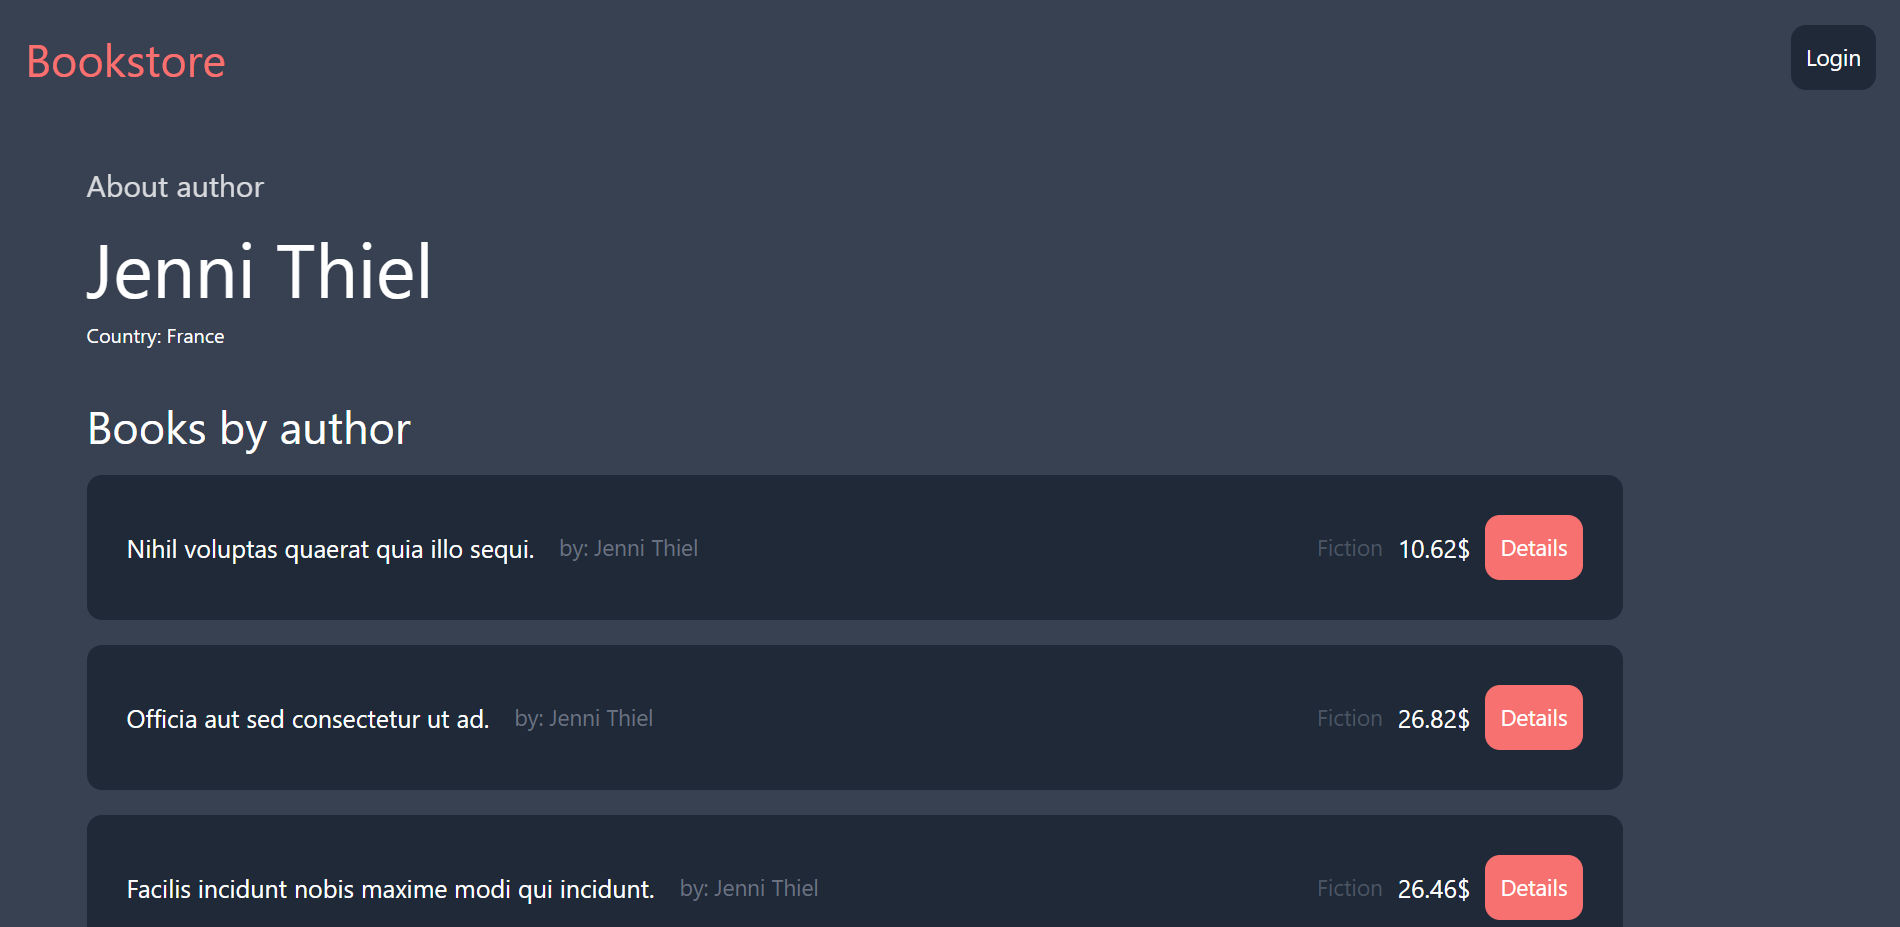 Bookstore
Login
About author
Jenni Thiel
Country: France
Books by author
Nihil voluptas quaerat quia illo sequi. by: Jenni Thiel Fiction 10.62$ Details
Officia aut sed consectetur ut ad. by: Jenni Thiel Fiction 26.82$ Details
Facilis incidunt nobis maxime modi qui incidunt. by: Jenni Thiel Fiction 26.46$ Details